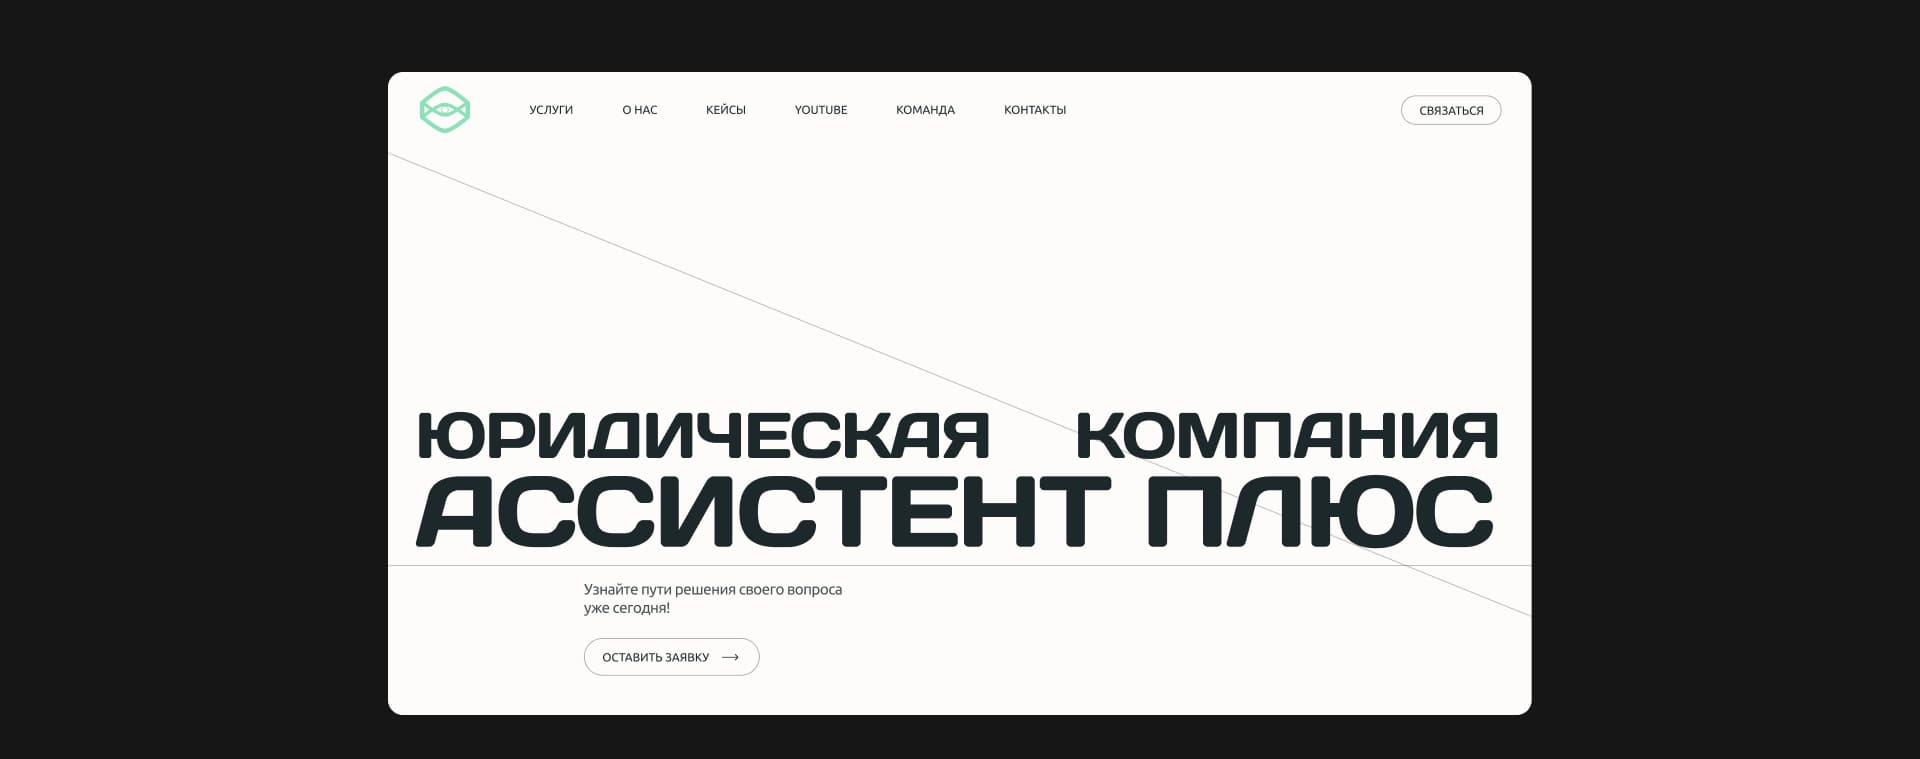 УСЛУГИ О НАС КЕЙСЫ YOUTUBE КОМАНДА КОНТАКТЫ СВЯЗАТЬСЯ
ЮРИДИЧЕСКАЯ КОМПАНИЯ
АССИСТЕНТ ПЛЮС
Узнайте пути решения своего вопроса
уже сегодня!
ОСТАВИТЬ ЗАЯВКУ